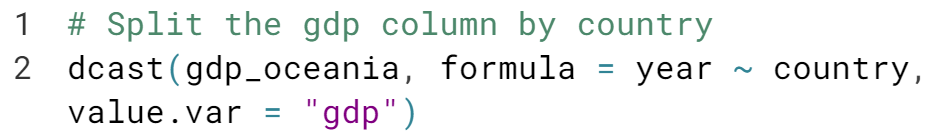 1 # Split the gdp column by country
2 dcast(gdp_oceania, formula = year ~ country,
value.var = "gdp")